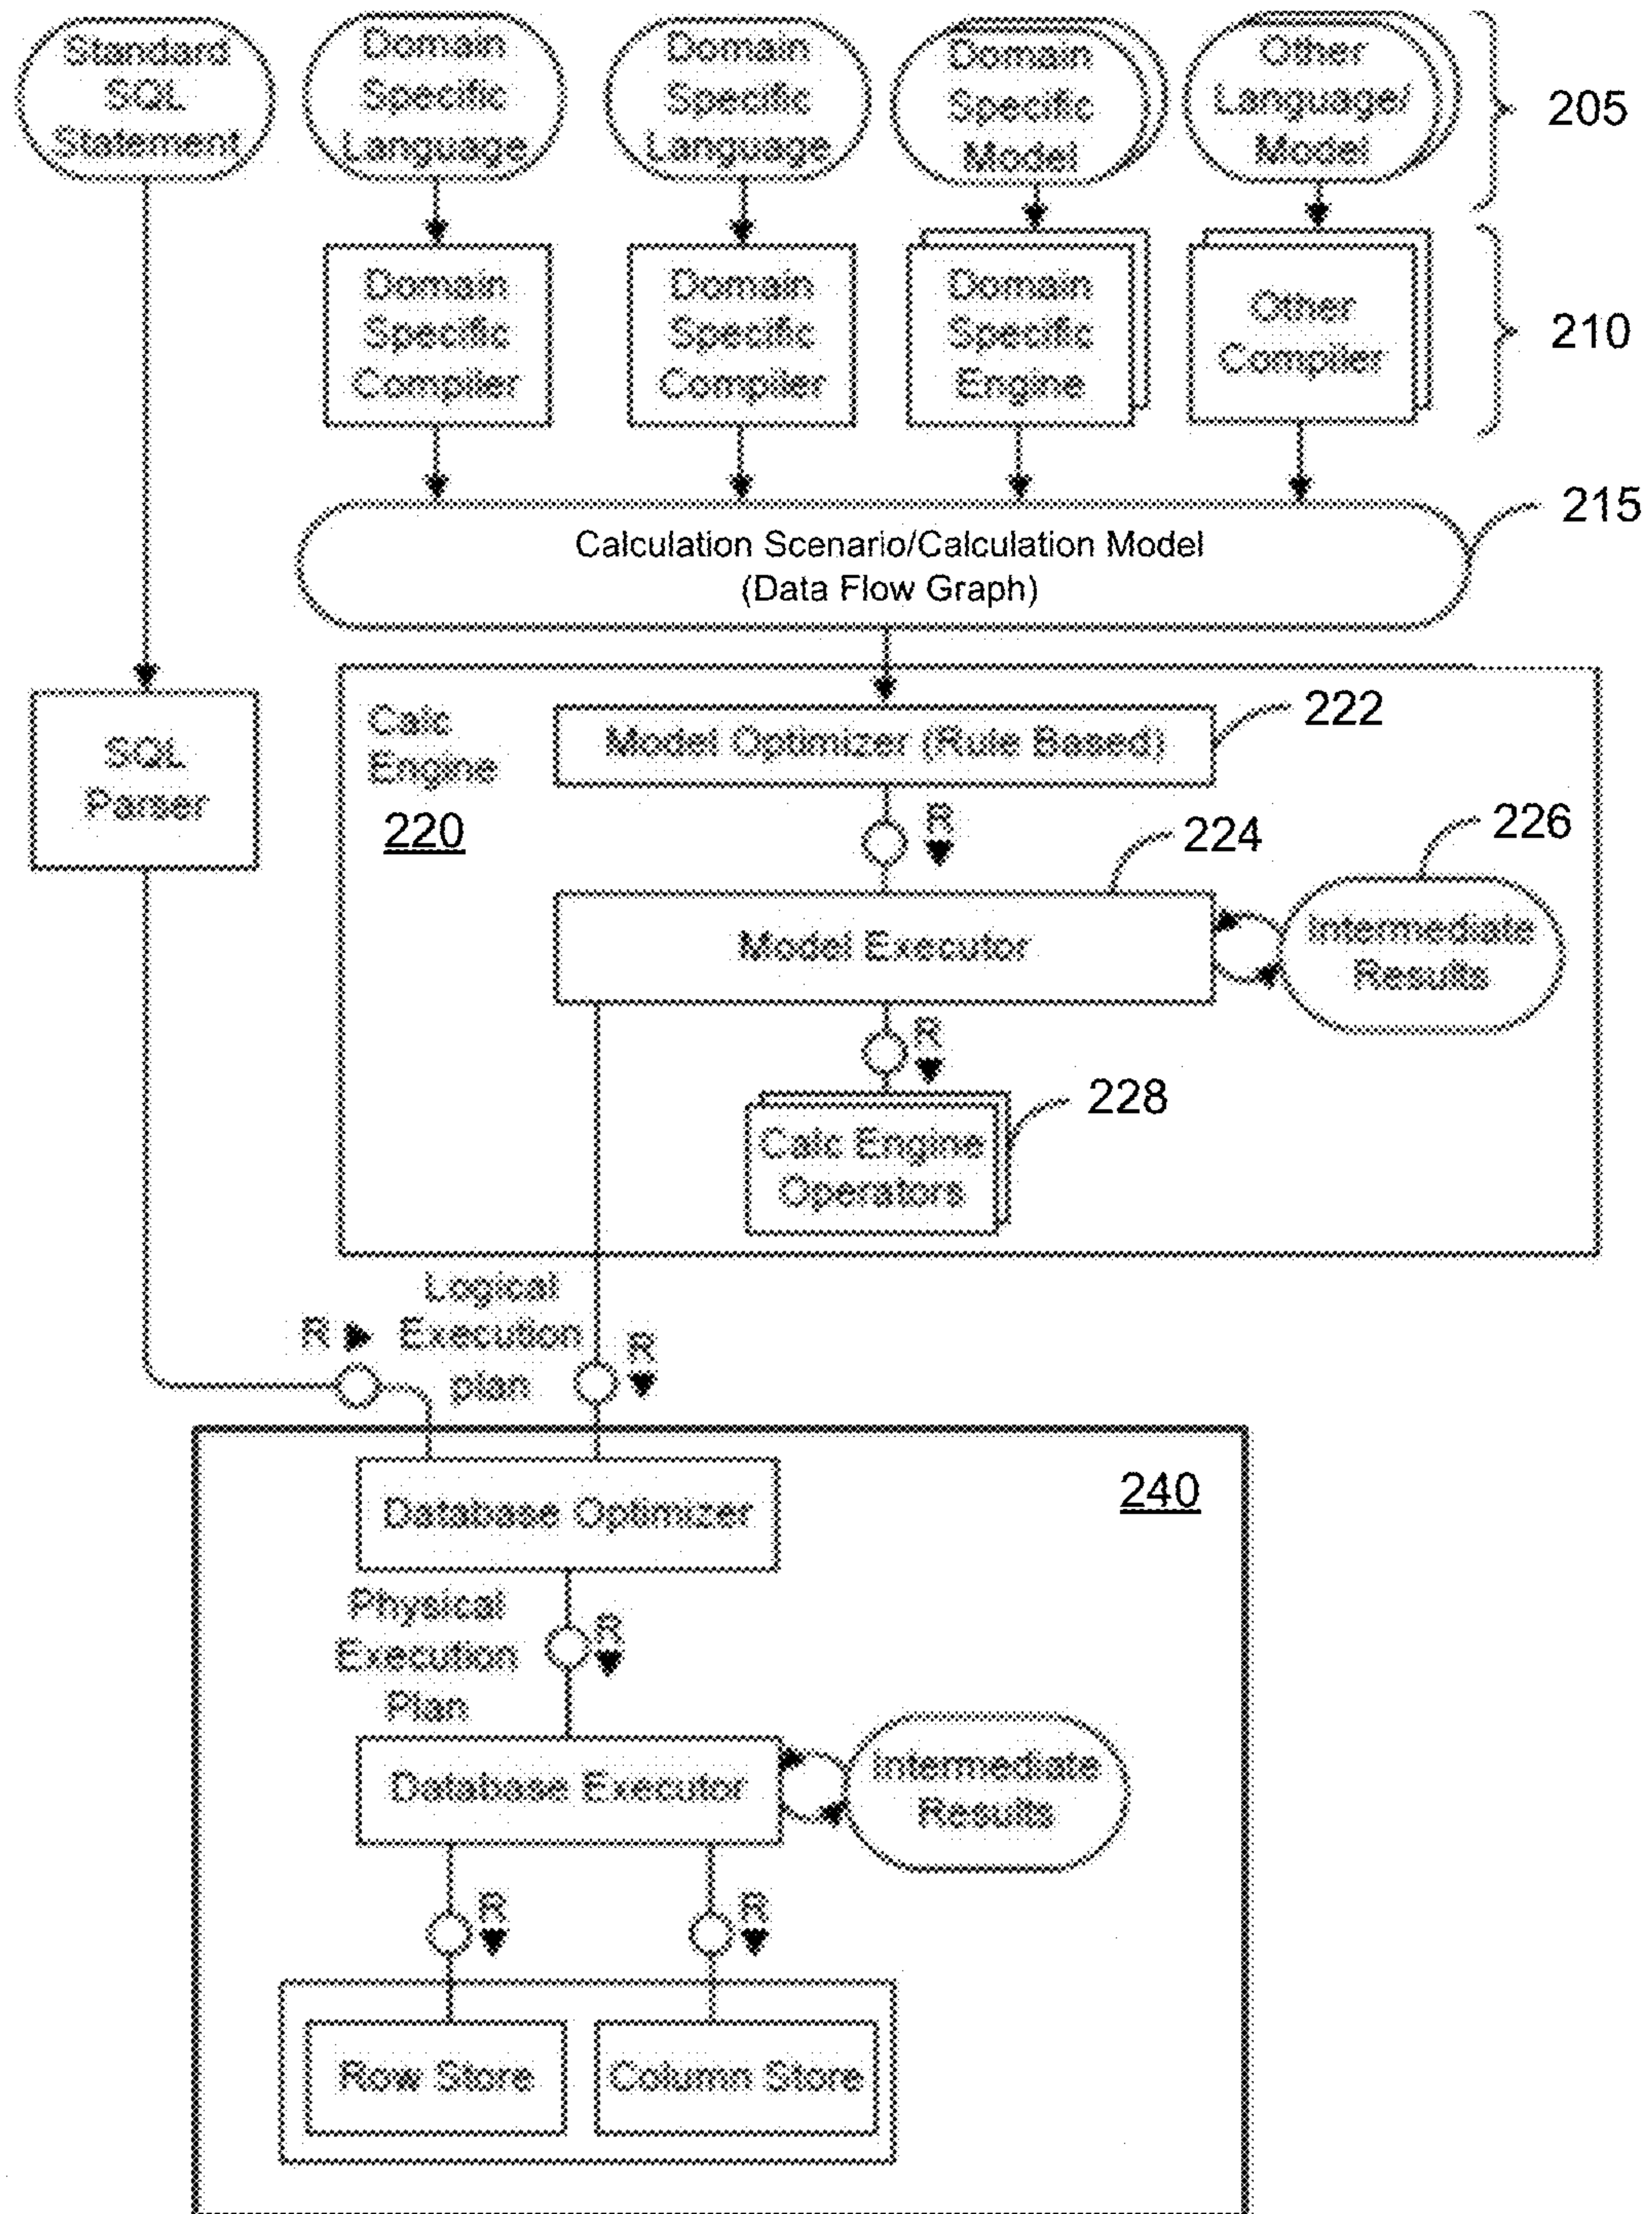 Standard
SQL
Statement
Domain
Specific
Language
Domain
Specific
Language
Domain
Specific
Model
Other
Language/
Model
205
Domain
Specific
Compiler
Domain
Specific
Compiler
Domain
Specific
Engine
Other
Compiler
210
215
Calculation Scenario/Calculation Model
(Data Flow Graph)
SQL
Parser
Calc
Engine
220
Model Optimizer (Rule Based)
222
R
224
226
Model Executor
Intermediate
Results
R
228
Calc Engine
Operators
Logical
Execution
plan
R
R
240
Database Optimizer
Physical
Execution
Plan
R
Database Executor
Intermediate
Results
R
R
Row Store
Column Store